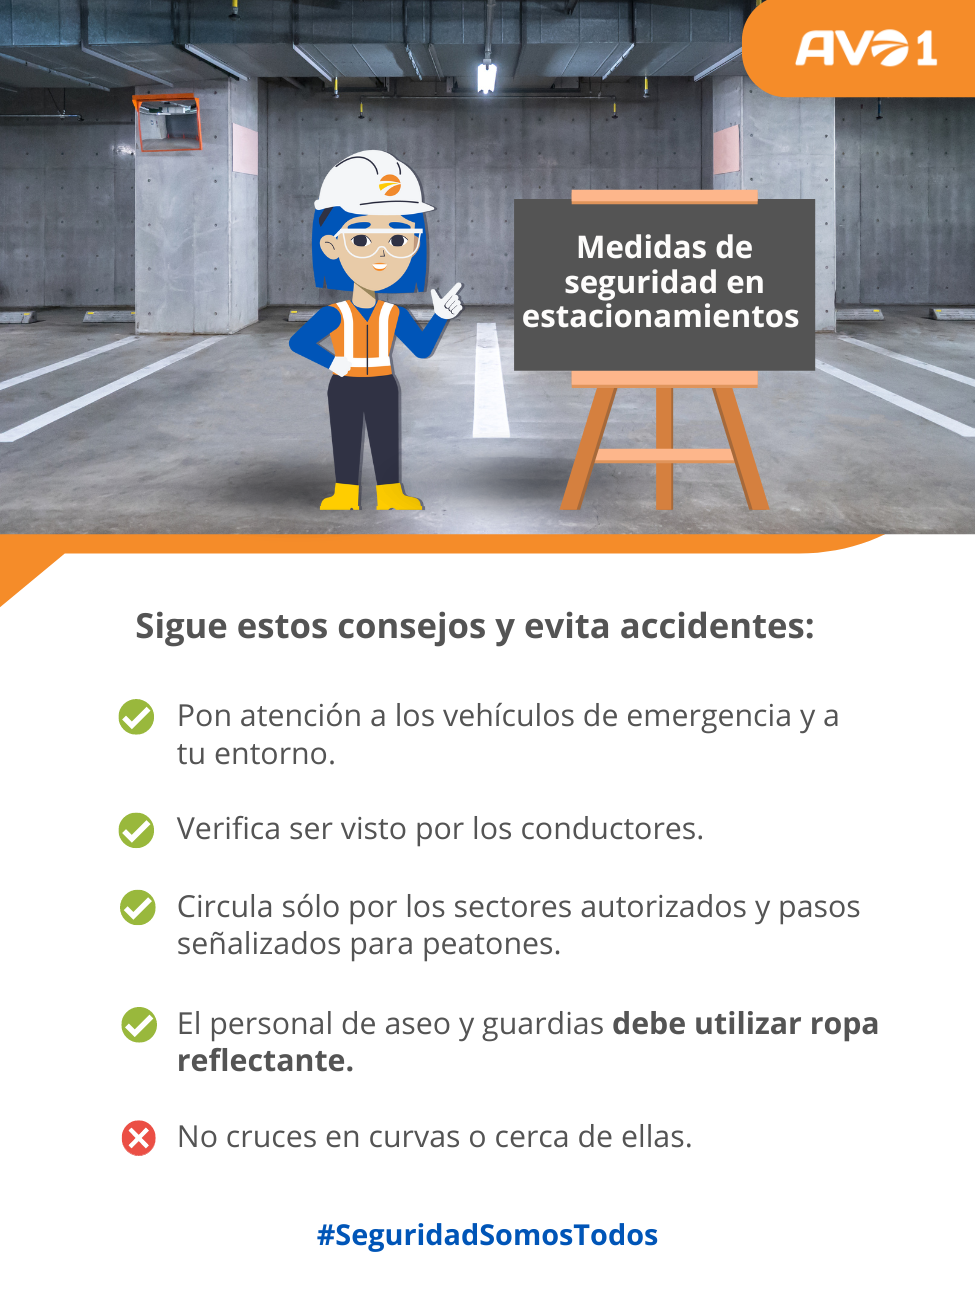 AVO 1
Medidas de
seguridad en
estacionamientos
Sigue estos consejos y evita accidentes:
Pon atención a los vehículos de emergencia y a
tu entorno.
Verifica ser visto por los conductores.
Circula sólo por los sectores autorizados y pasos
señalizados para peatones.
El personal de aseo y guardias debe utilizar ropa
reflectante.
No cruces en curvas o cerca de ellas.
#SeguridadSomosTodos